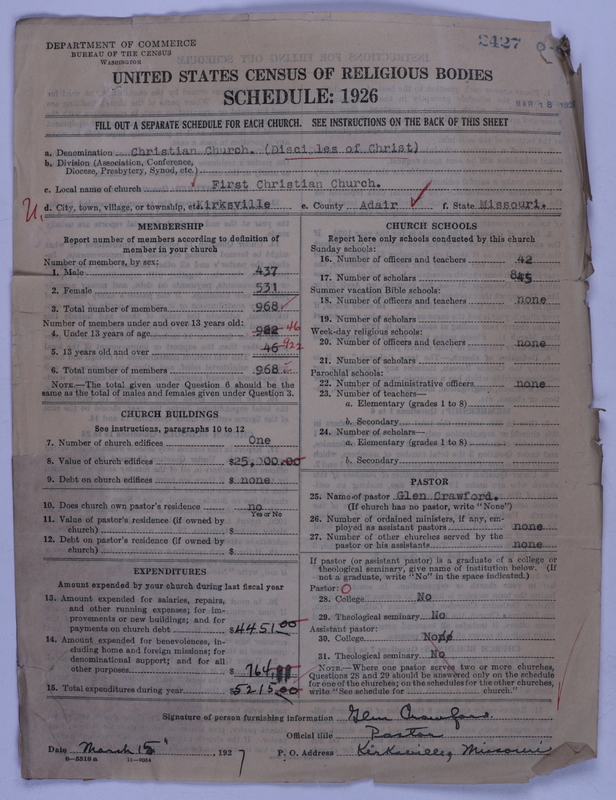 2427
DEPARTMENT OF COMMERCE
BUREAU OF THE CENSUS
WASHINGTON
UNITED STATES CENSUS OF RELIGIOUS BODIES
SCHEDULE: 1926
FILL OUT A SEPARATE SCHEDULE FOR EACH CHURCH. SEE INSTRUCTIONS ON THE BACK OF THIS SHEET
a. Denomination Christian Church. (Disciples of Christ)
b. Division (Association, Conference, Diocese, Presbytery, Synod, etc.)
c. Local name of church First Christian Church.
d. City, town, village, or township, etc. Kirksville e. County Adair f. State Missouri.
MEMBERSHIP
Report number of members according to definition of
member in your church
Number of members, by sex:
1. Male 437
2. Female 531
3. Total number of members 968
Number of members under and over 13 years old:
4. Under 13 years of age 922 46
5. 13 years old and over 46 922
6. Total number of members 968
NOTE.—The total given under Question 6 should be the
same as the total of males and females given under Question 3.
CHURCH BUILDINGS
See instructions, paragraphs 10 to 12
7. Number of church edifices One
8. Value of church edifices $25,000.00
9. Debt on church edifices $ none
10. Does church own pastor's residence no
Yes or No
11. Value of pastor's residence (if owned by
church) $
12. Debt on pastor's residence (if owned by
church) $
EXPENDITURES
Amount expended by your church during last fiscal year
13. Amount expended for salaries, repairs,
and other running expenses; for im-
provements or new buildings; and for
payments on church debt $4451.00
14. Amount expended for benevolences, in-
cluding home and foreign missions; for
denominational support; and for all
other purposes $ 764
15. Total expenditures during year $5215.00
CHURCH SCHOOLS
Report here only schools conducted by this church
Sunday schools:
16. Number of officers and teachers 42
17. Number of scholars 845
Summer vacation Bible schools:
18. Number of officers and teachers none
19. Number of scholars
Week-day religious schools:
20. Number of officers and teachers none
21. Number of scholars
Parochial schools:
22. Number of administrative officers none
23. Number of teachers—
a. Elementary (grades 1 to 8)
b. Secondary
24. Number of scholars—
a. Elementary (grades 1 to 8)
b. Secondary
PASTOR
25. Name of pastor Glen Crawford.
(If church has no pastor, write "None")
26. Number of ordained ministers, if any, em-
ployed as assistant pastors none
27. Number of other churches served by the
pastor or his assistants none
If pastor (or assistant pastor) is a graduate of a college or
theological seminary, give name of institution below. (If
not a graduate, write "No" in the space indicated.)
Pastor:
28. College No
29. Theological seminary No
Assistant pastor:
30. College No
31. Theological seminary No
NOTE.—Where one pastor serves two or more churches,
Questions 28 and 29 should be answered only on the schedule
for one of the churches; on the schedules for the other churches,
write "See schedule for church."
Signature of person furnishing information Glen Crawford.
Official title Pastor
Date March 15, 1927 P. O. Address Kirksville, Missouri
6—5318 a 11—9034